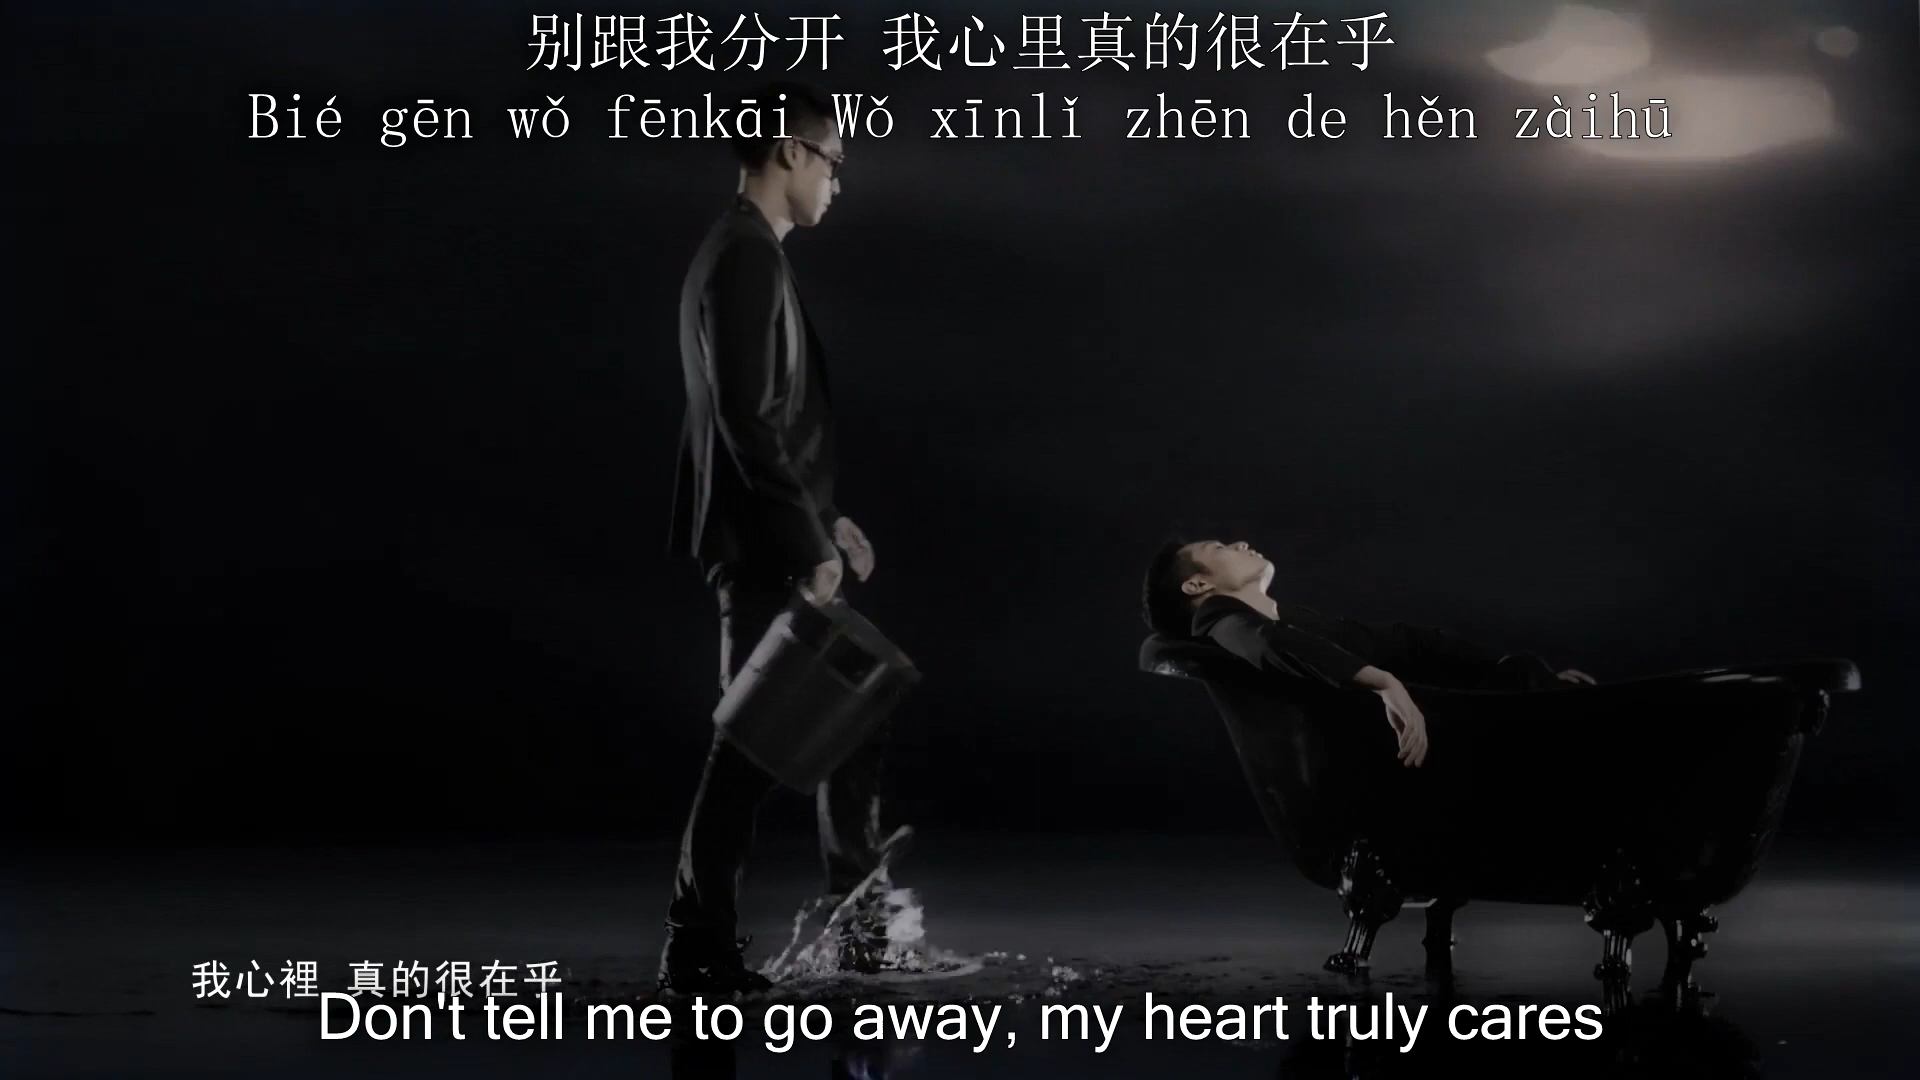 别跟我分开 我心里真的很在乎
Bié gēn wǒ fēnkāi Wǒ xīnlǐ zhēn de hěn zàihū
我心裡 真的很在乎
Don't tell me to go away, my heart truly cares